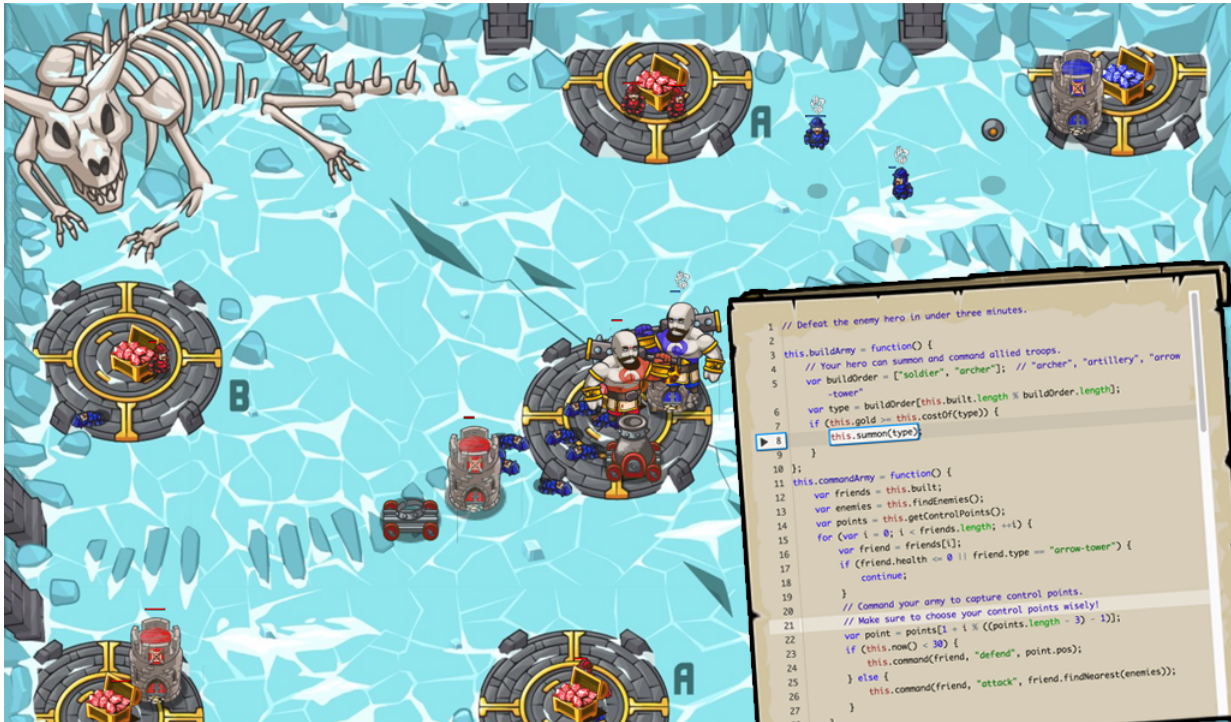 A
B
A
1 // Defeat the enemy hero in under three minutes.
2
3 this.buildArmy = function() {
4 // Your hero can summon and command allied troops.
5 var buildOrder = ["soldier", "archer"]; // "archer", "artillery", "arrow
-tower"
6 var type = buildOrder[this.built.length % buildOrder.length];
7 if (this.gold >= this.costOf(type)) {
8 this.summon(type);
9 }
10 };
11 this.commandArmy = function() {
12 var friends = this.built;
13 var enemies = this.findEnemies();
14 var points = this.getControlPoints();
15 for (var i = 0; i < friends.length; ++i) {
16 var friend = friends[i];
17 if (friend.health <= 0 || friend.type == "arrow-tower") {
18 continue;
19 }
20 // Command your army to capture control points.
21 // Make sure to choose your control points wisely!
22 var point = points[1 + i % ((points.length - 3) - 1)];
23 if (this.now() < 30) {
24 this.command(friend, "defend", point.pos);
25 } else {
26 this.command(friend, "attack", friend.findNearest(enemies));
27 }